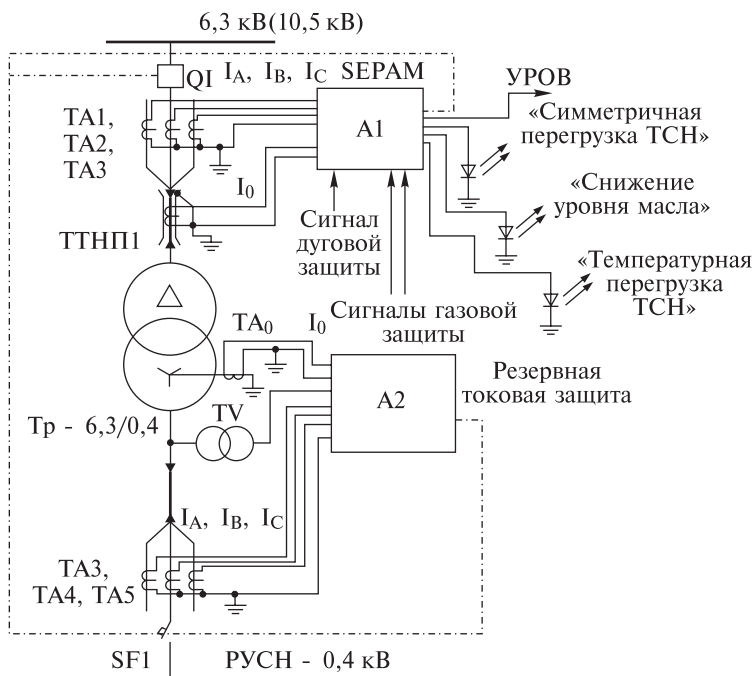 6,3 кВ(10,5 кВ)
QI
I_A, I_B, I_C SEPAM
УРОВ
TA1,
TA2,
TA3
A1
«Симметричная
перегрузка ТСН»
I_0
«Снижение
уровня масла»
ТТНП1
Сигнал
дуговой
защиты
«Температурная
перегрузка
ТСН»
Сигналы газовой
защиты
TA_0
I_0
A2
Резервная
токовая защита
Тр - 6,3/0,4
TV
I_A, I_B, I_C
TA3,
TA4, TA5
SF1
РУСН - 0,4 кВ